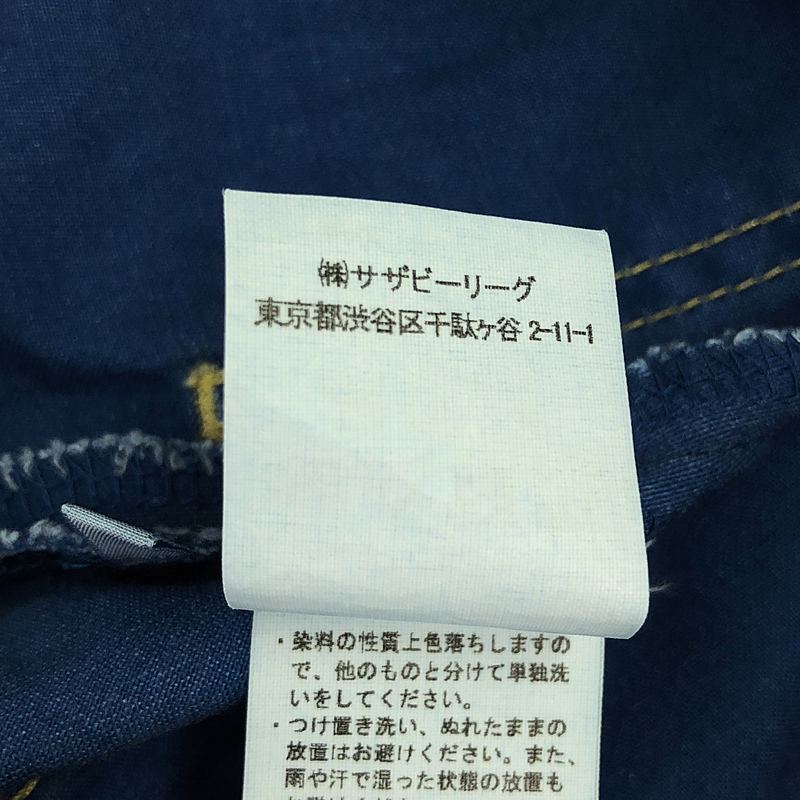 ㈱サザビーリーグ
東京都渋谷区千駄ヶ谷 2-11-1
・染料の性質上色落ちしますの
で、他のものと分けて単独洗
いをしてください。
・つけ置き洗い、ぬれたままの
放置はお避けください。また、
雨や汗で湿った状態の放置も